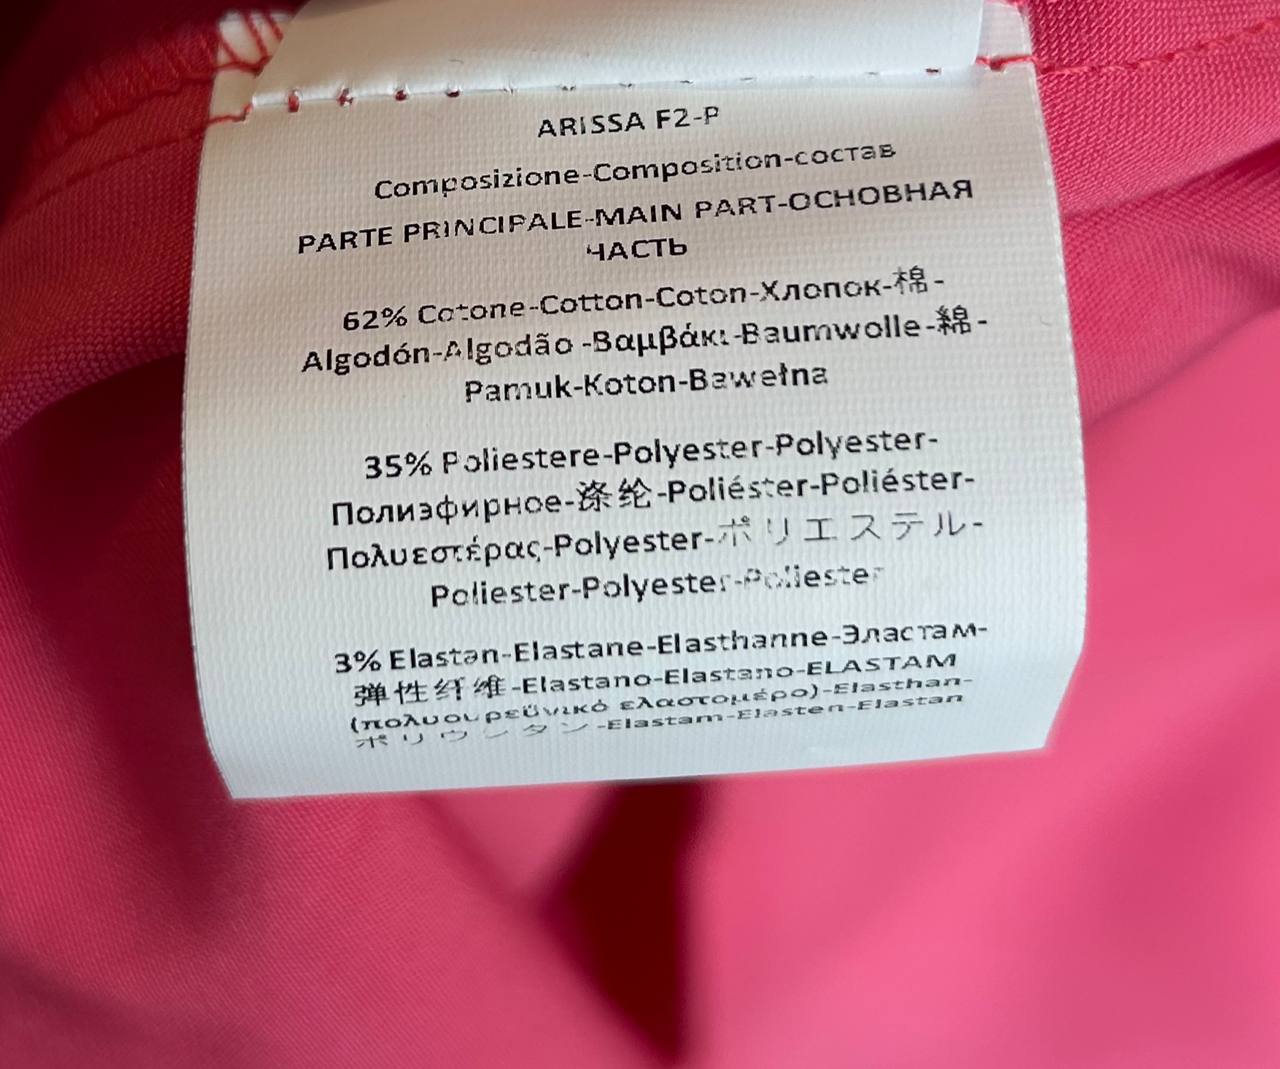 ARISSA F2-P
Composizione-Composition-состав
PARTE PRINCIPALE-MAIN PART-ОСНОВНАЯ
ЧАСТЬ
62% Cotone-Cotton-Coton-Хлопок-棉-
Algodón-Algodão -Βαμβάκι-Baumwolle-綿-
Pamuk-Koton-Bawełna
35% Poliestere-Polyester-Polyester-
Полиэфирное-涤纶-Poliéster-Poliéster-
Πολυεστέρας-Polyester-ポリエステル-
Poliester-Polyester-Poliester
3% Elastan-Elastane-Elasthanne-Эластам-
弹性纤维-Elastano-Elastano-ELASTAM
(πολυουρεϋνικό ελαστομέρο)-Elasthan-
ポリウンタン-Elastam-Elasten-Elastan